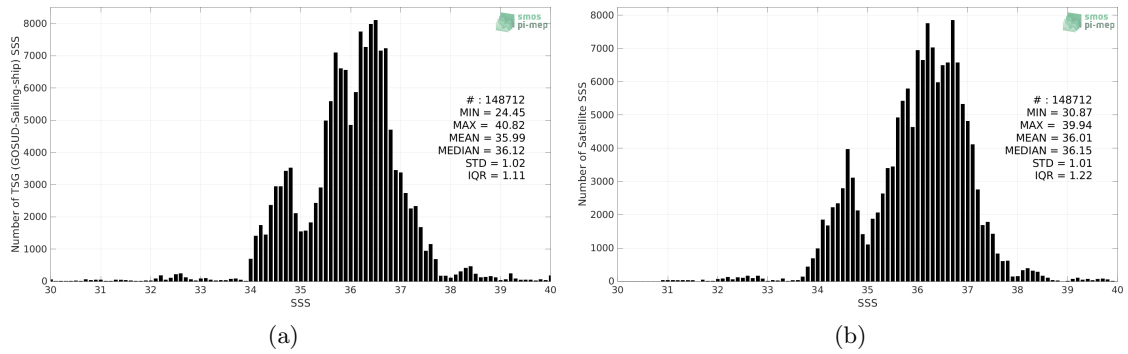 8000
7000
6000
5000
4000
3000
2000
1000
0
30 31 32 33 34 35 36 37 38 39 40
SSS
Number of TSG (GOSUD-Sailing-ship) SSS
smos
pi-mep
# : 148712
MIN = 24.45
MAX = 40.82
MEAN = 35.99
MEDIAN = 36.12
STD = 1.02
IQR = 1.11
(a)
8000
7000
6000
5000
4000
3000
2000
1000
0
30 31 32 33 34 35 36 37 38 39 40
SSS
Number of Satellite SSS
smos
pi-mep
# : 148712
MIN = 30.87
MAX = 39.94
MEAN = 36.01
MEDIAN = 36.15
STD = 1.01
IQR = 1.22
(b)